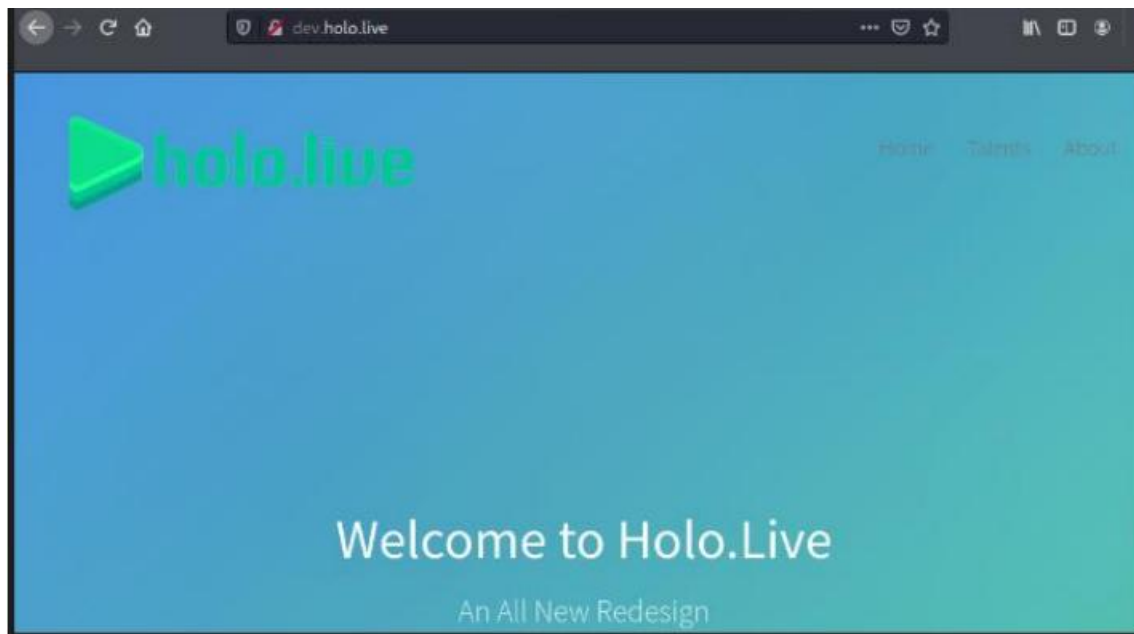 dev.holo.live
holo.live
Home Talents About
Welcome to Holo.Live
An All New Redesign